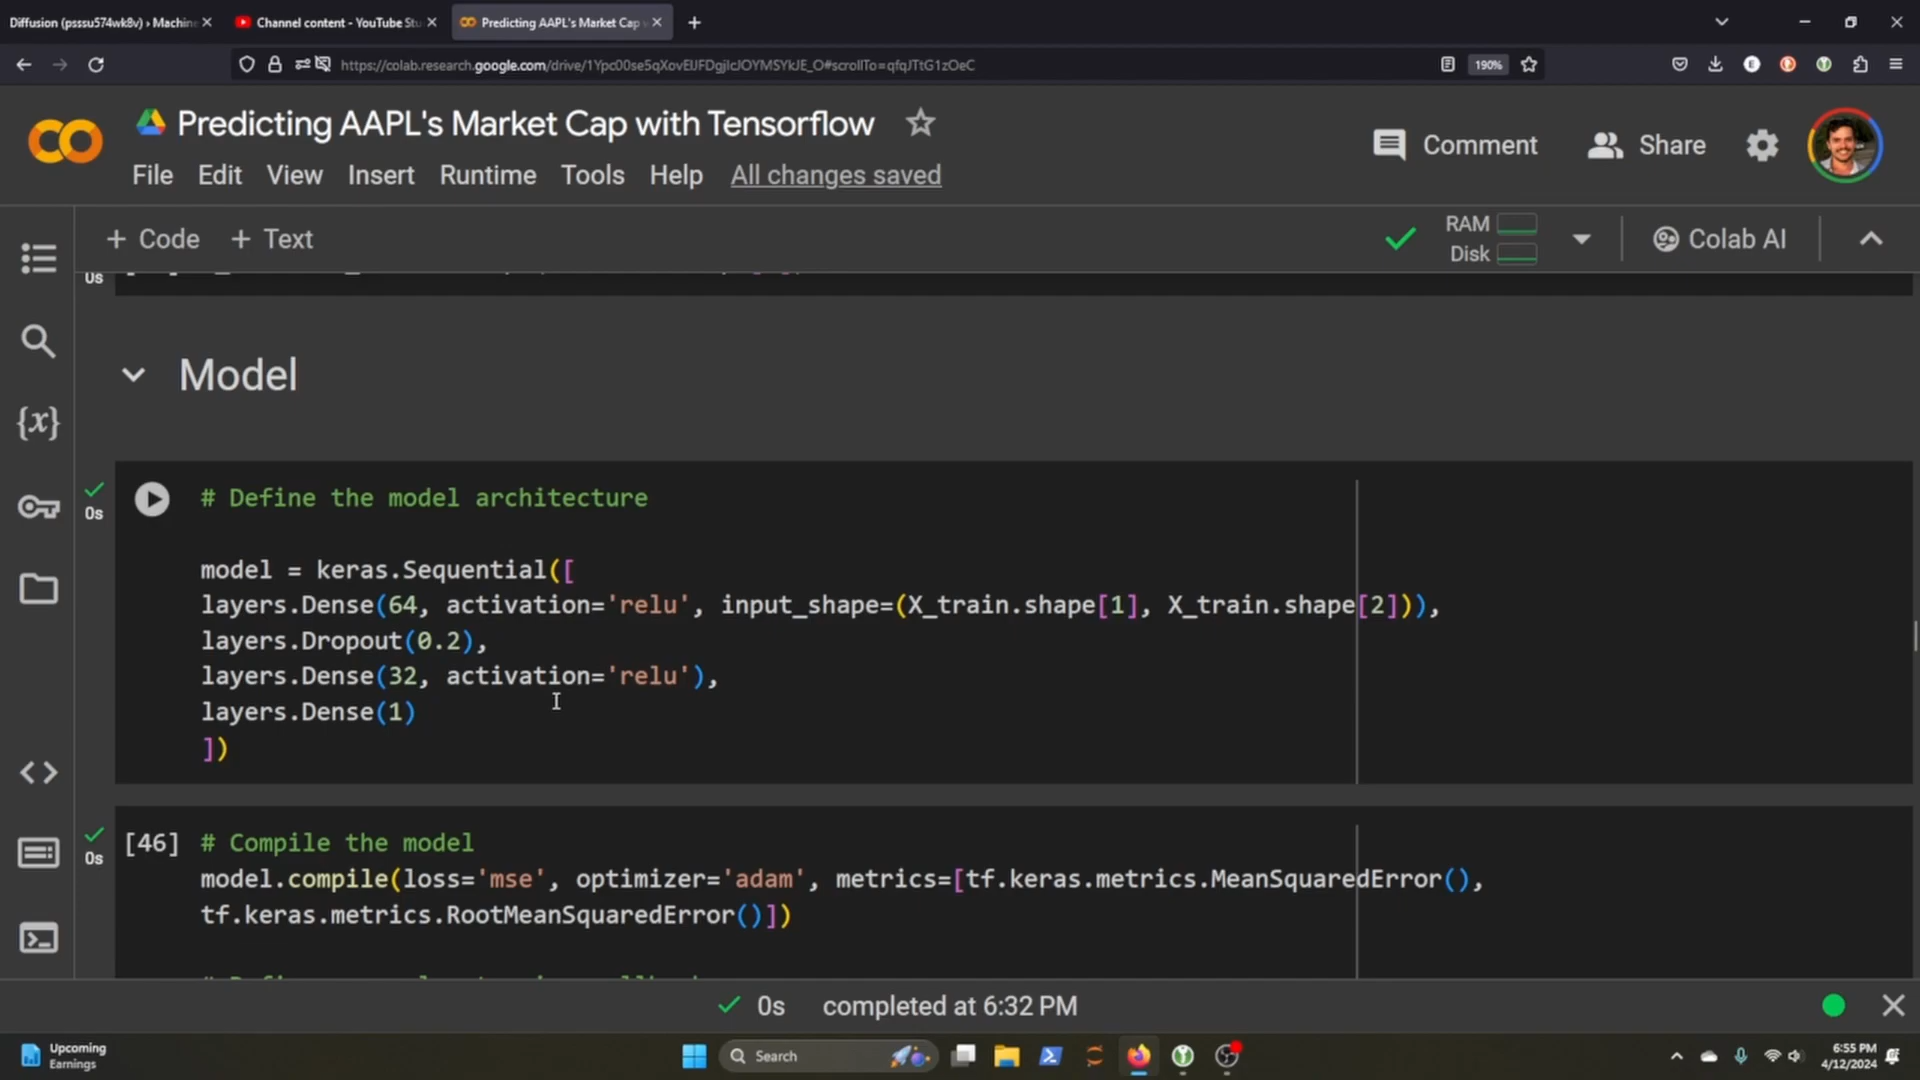 Diffusion (psssu574wk8v) › Machine
Channel content - YouTube Stu
Predicting AAPL's Market Cap w
https://colab.research.google.com/drive/1Ypc00se5qXovEIJFDgjIcJOYMSYkJE_O#scrollTo=qfqJTtG1zOeC
190%
Predicting AAPL's Market Cap with Tensorflow
Comment
Share
File Edit View Insert Runtime Tools Help All changes saved
+ Code + Text
RAM
Disk
Colab AI
0s
Model
0s
# Define the model architecture
model = keras.Sequential([
layers.Dense(64, activation='relu', input_shape=(X_train.shape[1], X_train.shape[2])),
layers.Dropout(0.2),
layers.Dense(32, activation='relu'),
layers.Dense(1)
])
0s
[46] # Compile the model
model.compile(loss='mse', optimizer='adam', metrics=[tf.keras.metrics.MeanSquaredError(),
tf.keras.metrics.RootMeanSquaredError()])
0s completed at 6:32 PM
Upcoming
Earnings
Search
6:55 PM
4/12/2024